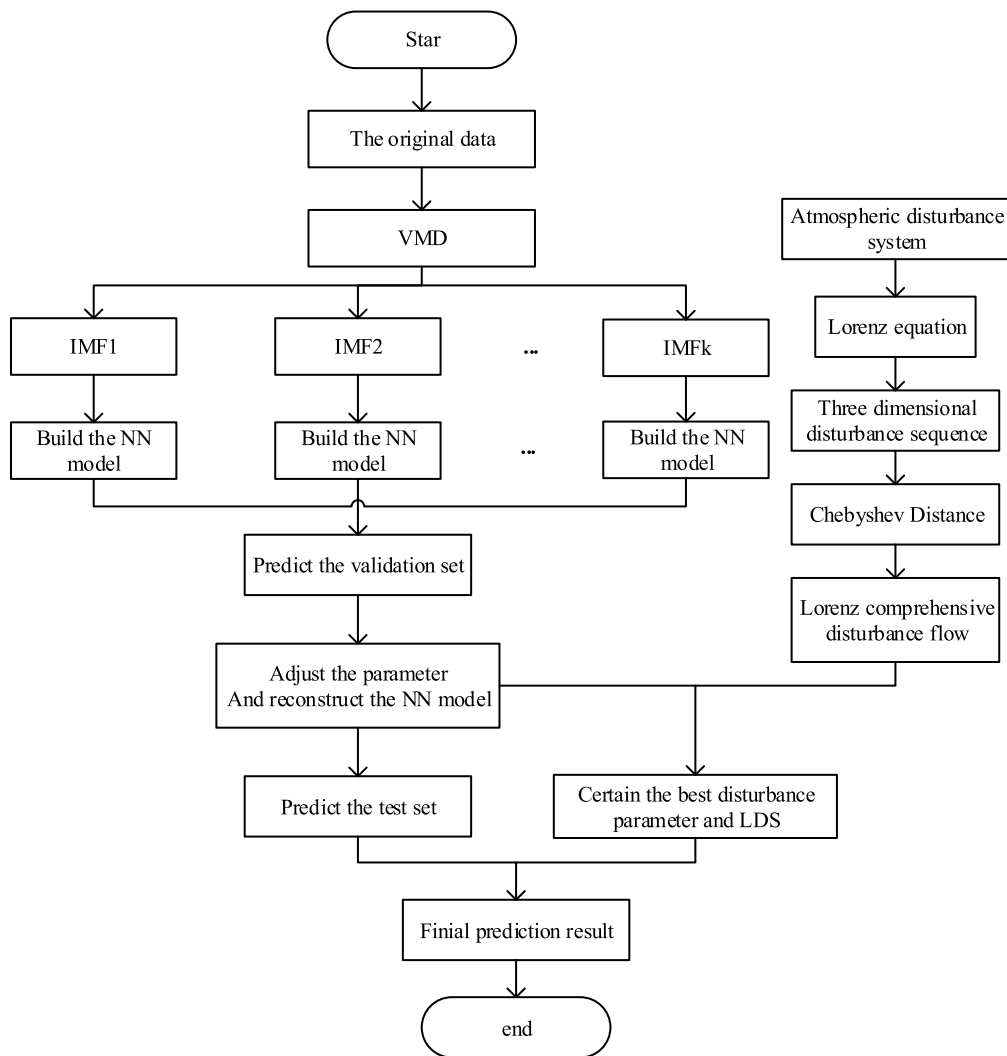 Star
The original data
VMD
Atmospheric disturbance
system
IMF1
IMF2
...
IMFk
Lorenz equation
Build the NN
model
Build the NN
model
...
Build the NN
model
Three dimensional
disturbance sequence
Chebyshev Distance
Predict the validation set
Lorenz comprehensive
disturbance flow
Adjust the parameter
And reconstruct the NN model
Predict the test set
Certain the best disturbance
parameter and LDS
Finial prediction result
end